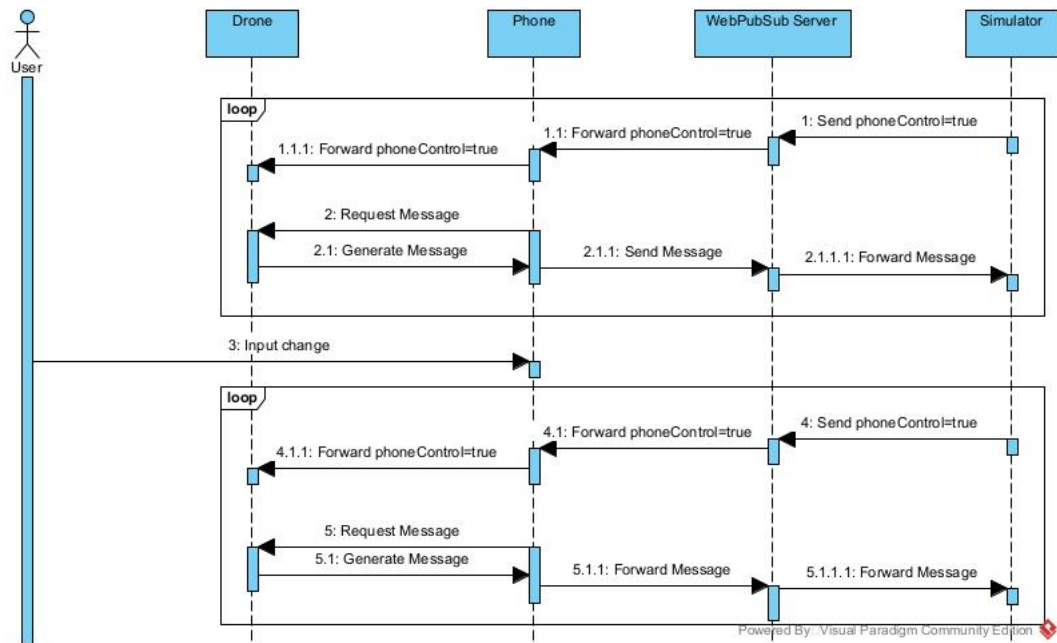 Drone
Phone
WebPubSub Server
Simulator
User
loop
1: Send phoneControl=true
1.1: Forward phoneControl=true
1.1.1: Forward phoneControl=true
2: Request Message
2.1: Generate Message
2.1.1: Send Message
2.1.1.1: Forward Message
3: Input change
loop
4: Send phoneControl=true
4.1: Forward phoneControl=true
4.1.1: Forward phoneControl=true
5: Request Message
5.1: Generate Message
5.1.1: Forward Message
5.1.1.1: Forward Message
Powered By Visual Paradigm Community Edition